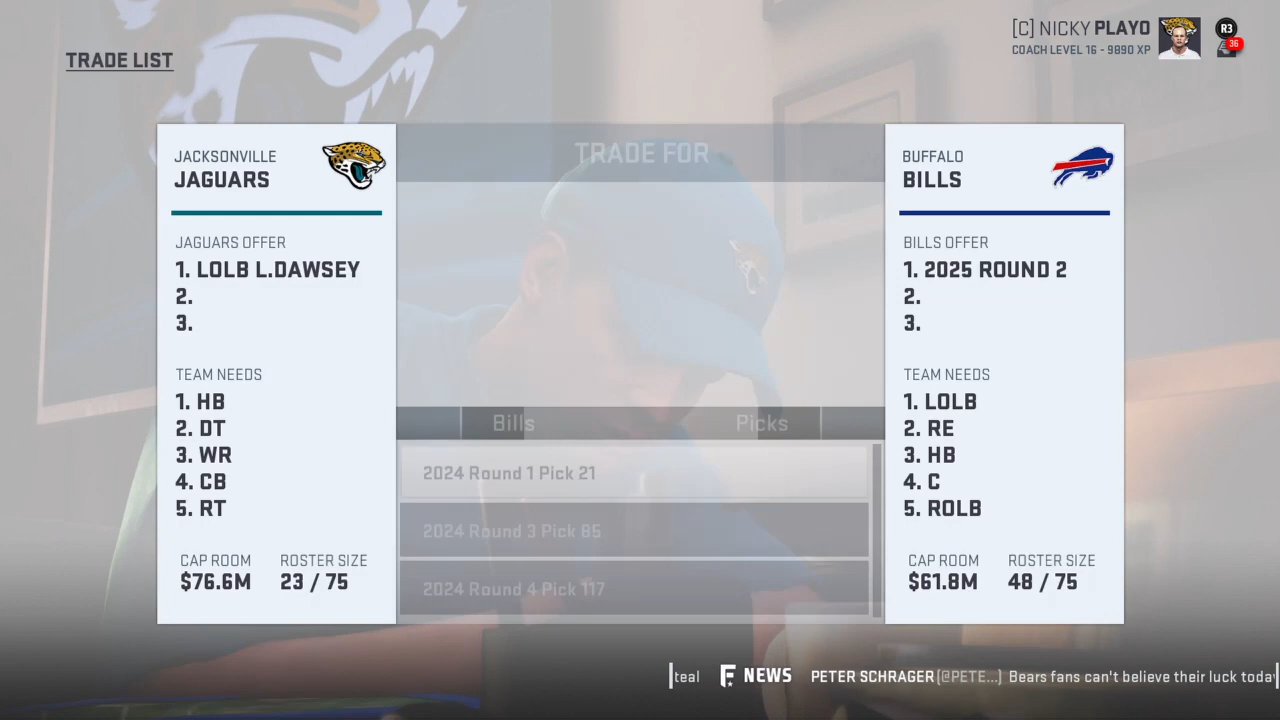 TRADE LIST
[C] NICKY PLAYO
COACH LEVEL 16 - 9890 XP
R3
36
JACKSONVILLE
JAGUARS
JAGUARS OFFER
1. LOLB L.DAWSEY
2.
3.
TEAM NEEDS
1. HB
2. DT
3. WR
4. CB
5. RT
CAP ROOM
$76.6M
ROSTER SIZE
23 / 75
TRADE FOR
Bills
Picks
2024 Round 1 Pick 21
2024 Round 3 Pick 85
2024 Round 4 Pick 117
BUFFALO
BILLS
BILLS OFFER
1. 2025 ROUND 2
2.
3.
TEAM NEEDS
1. LOLB
2. RE
3. HB
4. C
5. ROLB
CAP ROOM
$61.8M
ROSTER SIZE
48 / 75
teal NEWS PETER SCHRAGER [@PETE...] Bears fans can't believe their luck toda